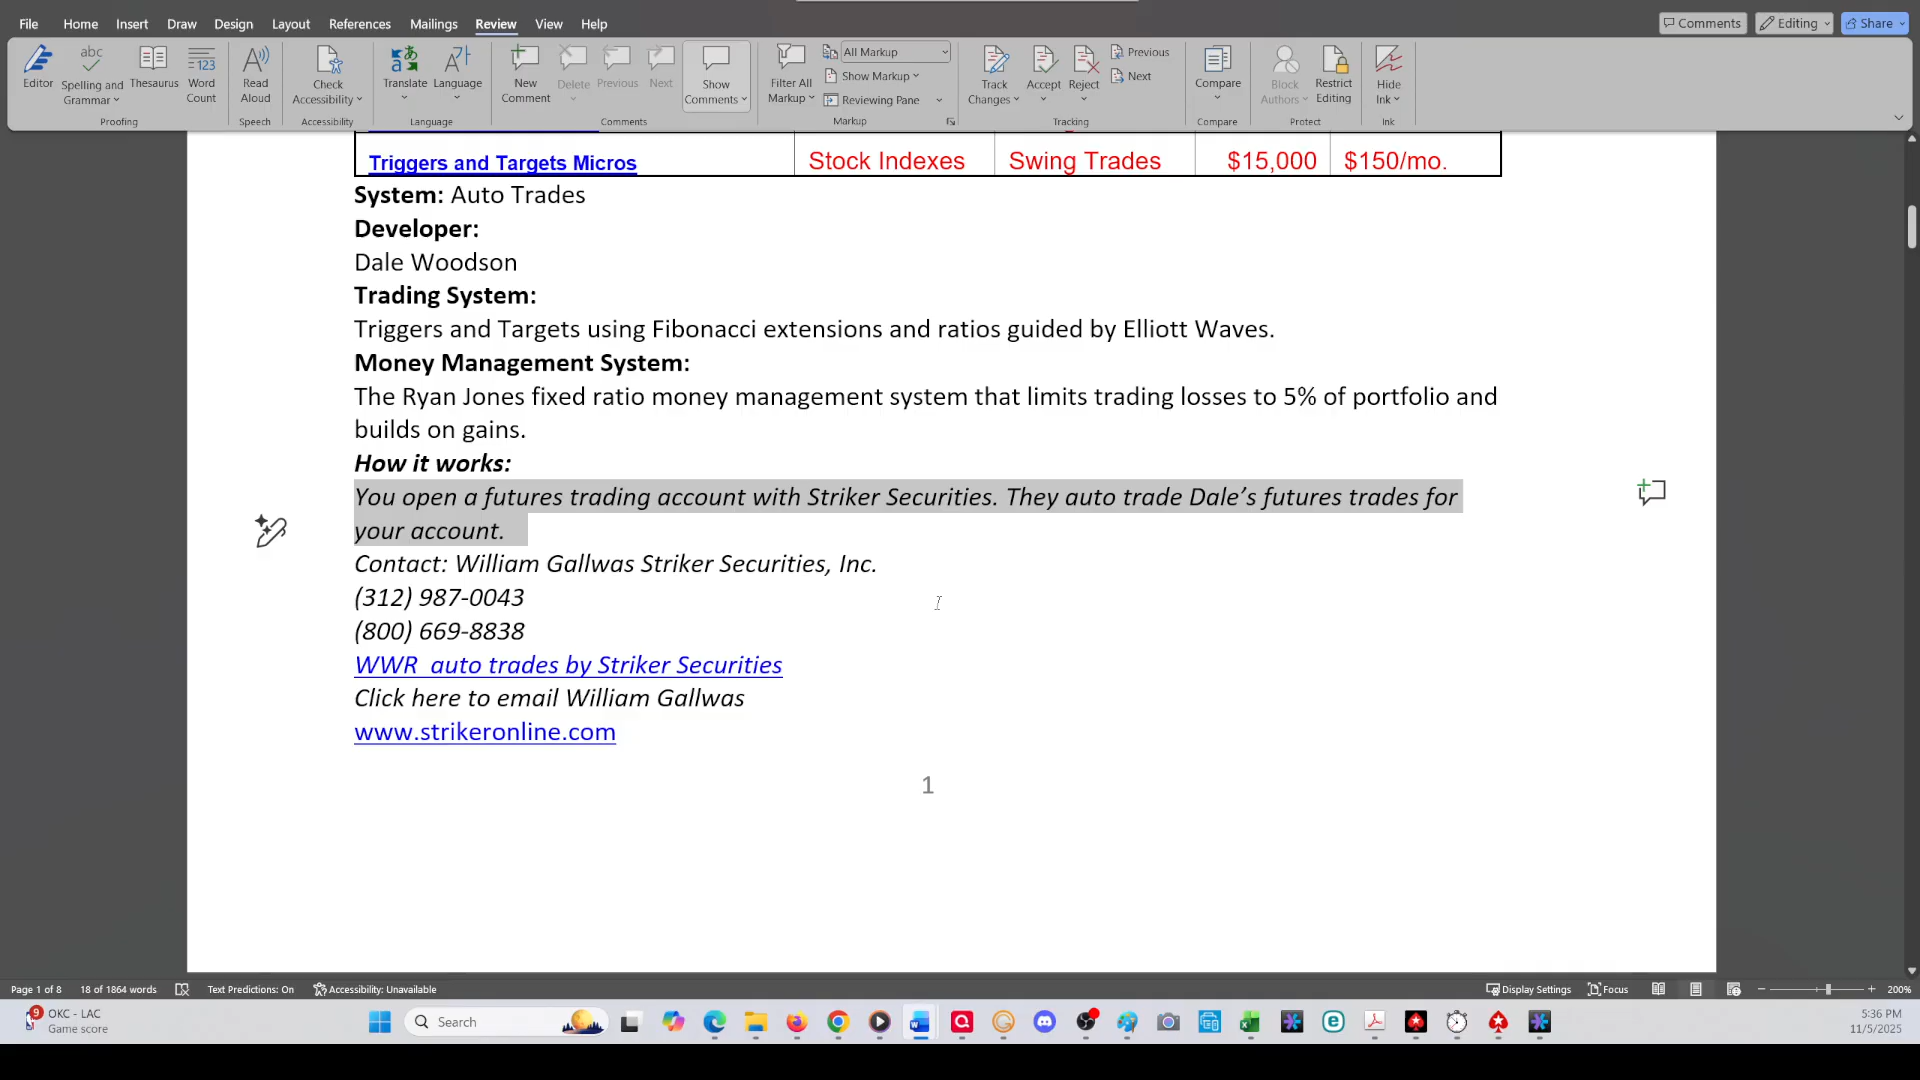 File Home Insert Draw Design Layout References Mailings Review View Help Comments Editing Share
Editor Spelling and Grammar Thesaurus Word Count Read Aloud Check Accessibility Translate Language New Comment Delete Previous Next Show Comments Filter All Markup All Markup Show Markup Reviewing Pane Track Changes Accept Reject Previous Next Compare Block Authors Restrict Editing Hide Ink
Proofing Speech Accessibility Language Comments Markup Tracking Compare Protect Ink
Triggers and Targets Micros Stock Indexes Swing Trades $15,000 $150/mo.
System: Auto Trades
Developer:
Dale Woodson
Trading System:
Triggers and Targets using Fibonacci extensions and ratios guided by Elliott Waves.
Money Management System:
The Ryan Jones fixed ratio money management system that limits trading losses to 5% of portfolio and
builds on gains.
How it works:
You open a futures trading account with Striker Securities. They auto trade Dale’s futures trades for
your account.
Contact: William Gallwas Striker Securities, Inc.
(312) 987-0043
(800) 669-8838
WWR  auto trades by Striker Securities
Click here to email William Gallwas
www.strikeronline.com
1
Page 1 of 8 18 of 1864 words Text Predictions: On Accessibility: Unavailable Display Settings Focus 200%
9 OKC - LAC
Game score
Search
5:36 PM
11/5/2025